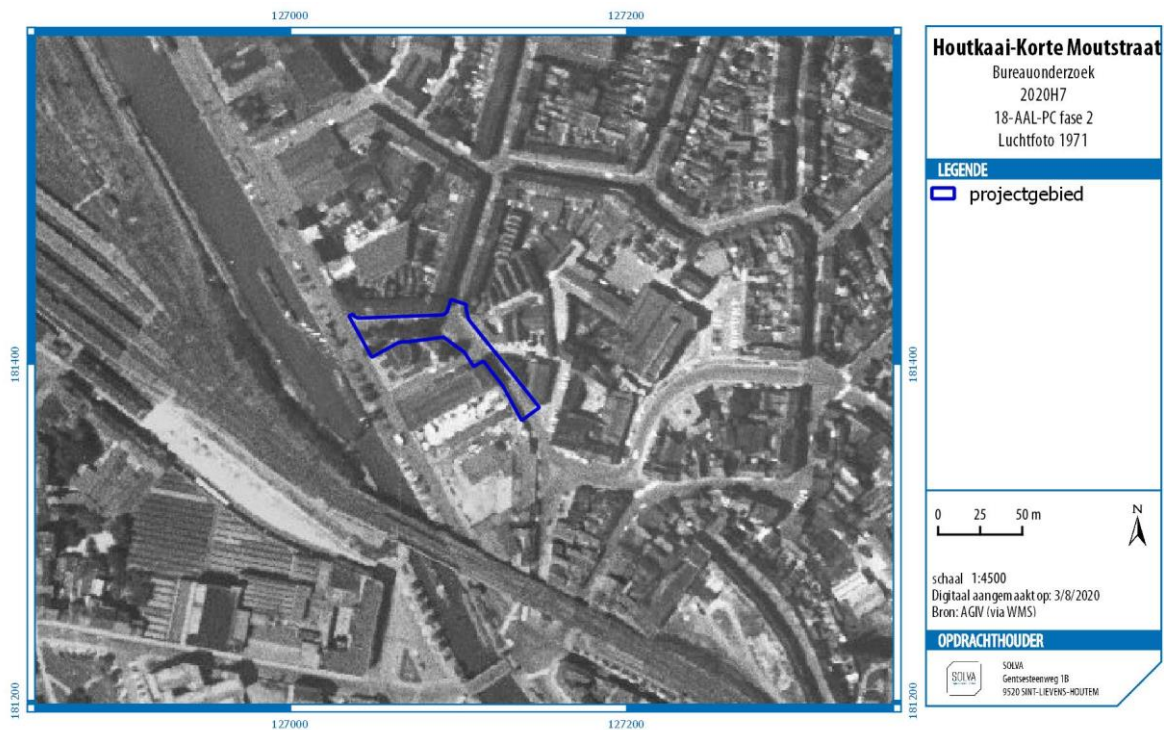 127000
127200
Houtkaai-Korte Moutstraat
Bureauonderzoek
2020H7
18-AAL-PC fase 2
Luchtfoto 1971
LEGENDE
projectgebied
181400
181400
0 25 50 m
N
schaal 1:4500
Digitaal aangemaakt op: 3/8/2020
Bron: AGIV (via WMS)
OPDRACHTHOUDER
SOLVA
SOLVA
Gentsesteenweg 1B
9520 SINT-LIEVENS-HOUTEM
181200
181200
127000
127200